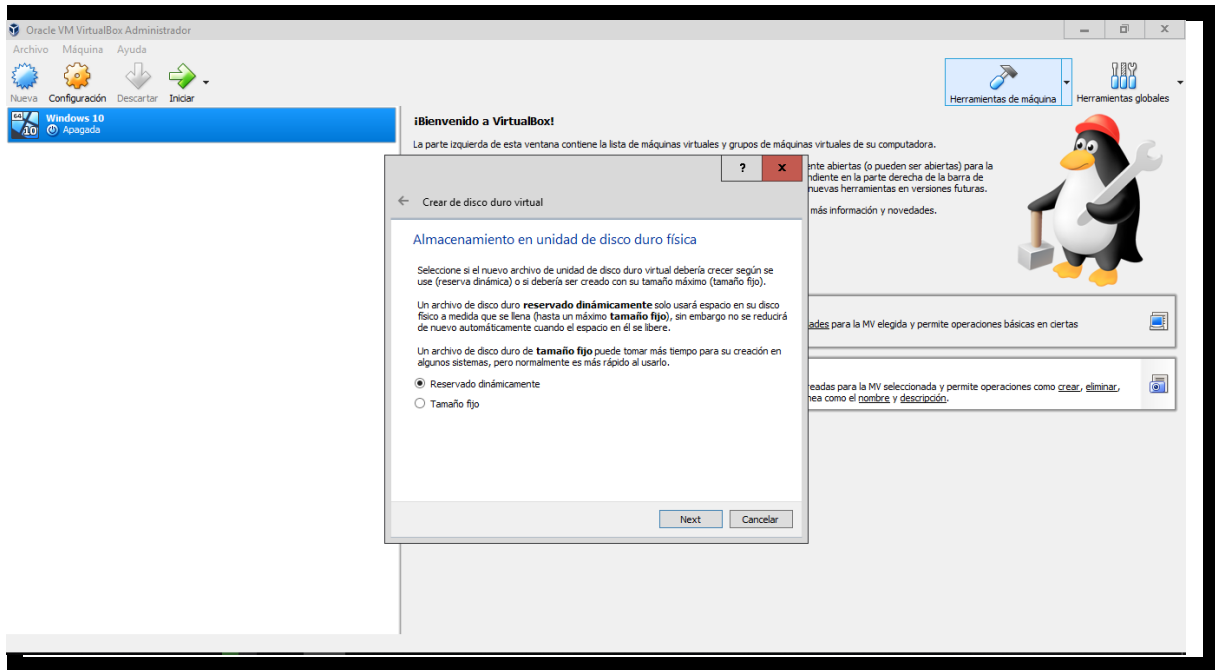 Oracle VM VirtualBox Administrador
Archivo Máquina Ayuda
Nueva Configuración Descartar Iniciar
Herramientas de máquina Herramientas globales
64
10
Windows 10
Apagada
¡Bienvenido a VirtualBox!
La parte izquierda de esta ventana contiene la lista de máquinas virtuales y grupos de máquinas virtuales de su computadora.
ente abiertas (o pueden ser abiertas) para la
ndiente en la parte derecha de la barra de
nuevas herramientas en versiones futuras.
más información y novedades.
? x
Crear de disco duro virtual
Almacenamiento en unidad de disco duro física
Seleccione si el nuevo archivo de unidad de disco duro virtual debería crecer según se
use (reserva dinámica) o si debería ser creado con su tamaño máximo (tamaño fijo).
Un archivo de disco duro reservado dinámicamente solo usará espacio en su disco
físico a medida que se llena (hasta un máximo tamaño fijo), sin embargo no se reducirá
de nuevo automáticamente cuando el espacio en él se libere.
Un archivo de disco duro de tamaño fijo puede tomar más tiempo para su creación en
algunos sistemas, pero normalmente es más rápido al usarlo.
Reservado dinámicamente
Tamaño fijo
Next Cancelar
ades para la MV elegida y permite operaciones básicas en ciertas
readas para la MV seleccionada y permite operaciones como crear, eliminar,
nea como el nombre y descripción.